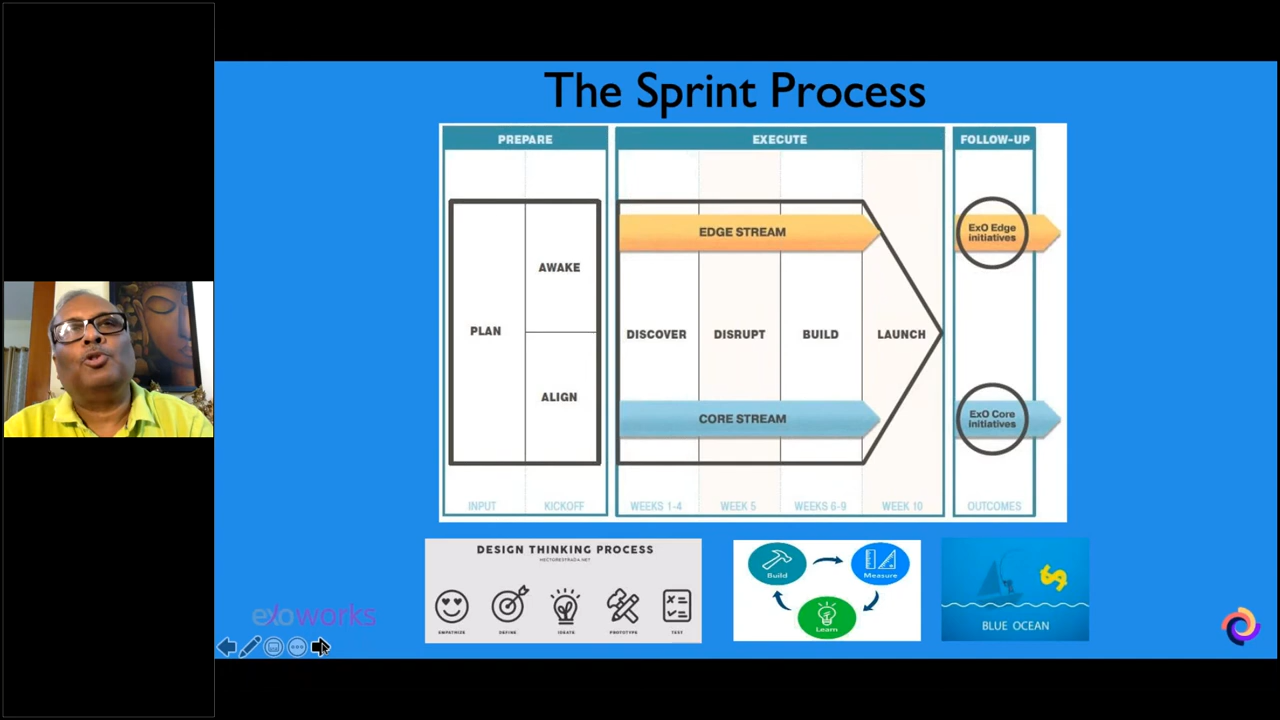 The Sprint Process
PREPARE
EXECUTE
FOLLOW-UP
EDGE STREAM
ExO Edge
initiatives
AWAKE
PLAN
DISCOVER
DISRUPT
BUILD
LAUNCH
ALIGN
CORE STREAM
ExO Core
initiatives
INPUT
KICKOFF
WEEKS 1-4
WEEK 5
WEEKS 6-9
WEEK 10
OUTCOMES
DESIGN THINKING PROCESS
EMPATHIZE
DEFINE
IDEATE
PROTOTYPE
TEST
Build
Measure
Learn
BLUE OCEAN
exoworks